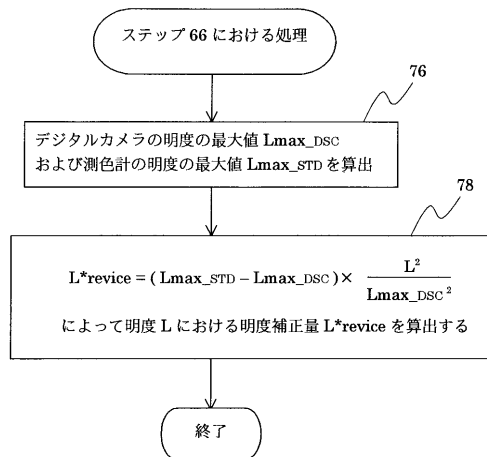 ステップ 66 における処理
76
デジタルカメラの明度の最大値 Lmax_DSC
および測色計の明度の最大値 Lmax_STD を算出
78
L*revice = ( Lmax_STD − Lmax_DSC ) × L² / Lmax_DSC²
によって明度 L における明度補正量 L*revice を算出する
終了